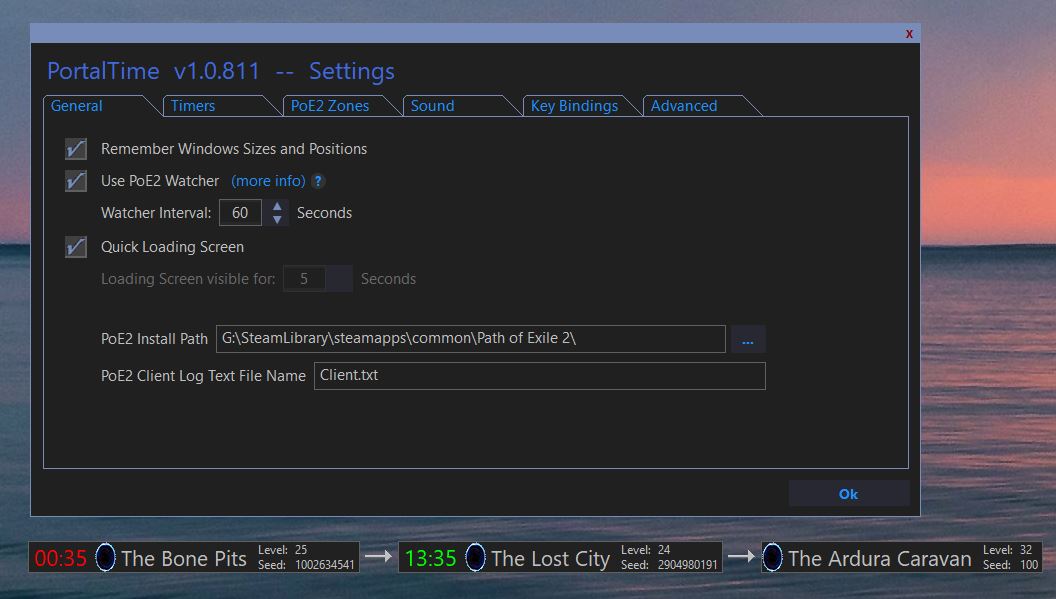 x
PortalTime v1.0.811 -- Settings
General Timers PoE2 Zones Sound Key Bindings Advanced
Remember Windows Sizes and Positions
Use PoE2 Watcher (more info) ?
Watcher Interval: 60 Seconds
Quick Loading Screen
Loading Screen visible for: 5 Seconds
PoE2 Install Path G:\SteamLibrary\steamapps\common\Path of Exile 2\ ...
PoE2 Client Log Text File Name Client.txt
Ok
00:35 The Bone Pits Level: 25 Seed: 1002634541
13:35 The Lost City Level: 24 Seed: 2904980191
The Ardura Caravan Level: 32 Seed: 100